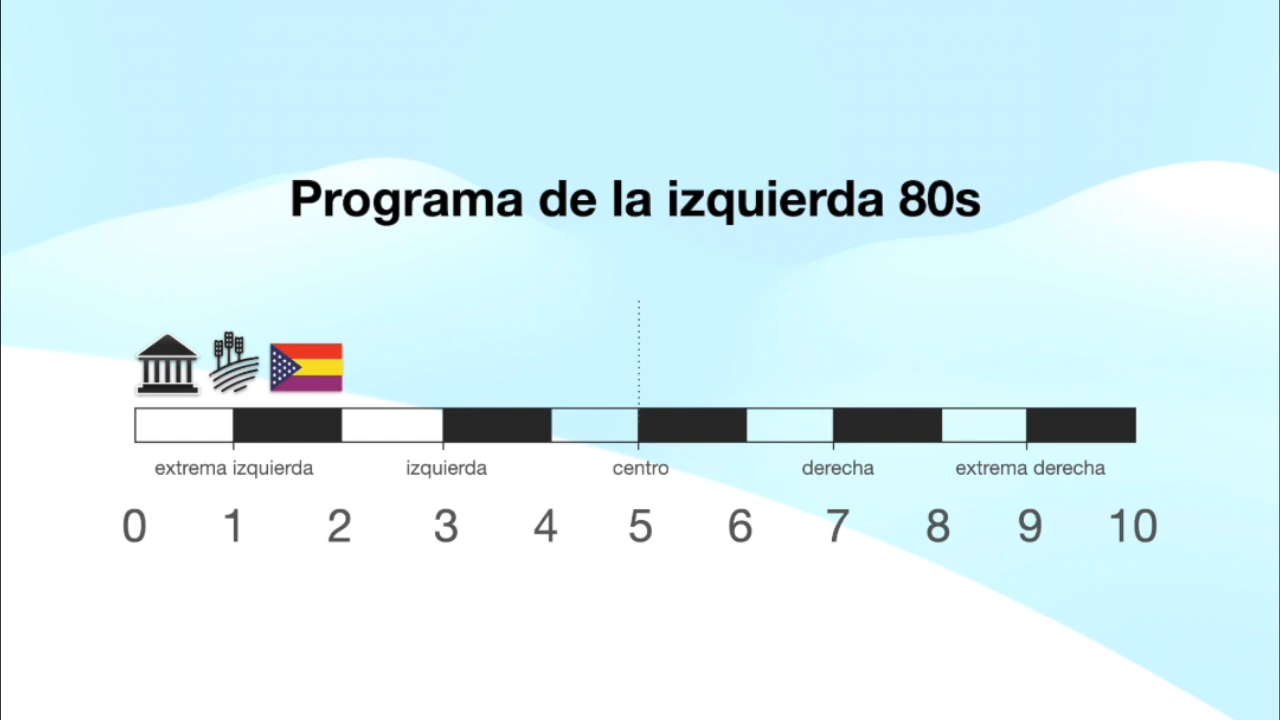 Programa de la izquierda 80s
extrema izquierda izquierda centro derecha extrema derecha
0 1 2 3 4 5 6 7 8 9 10